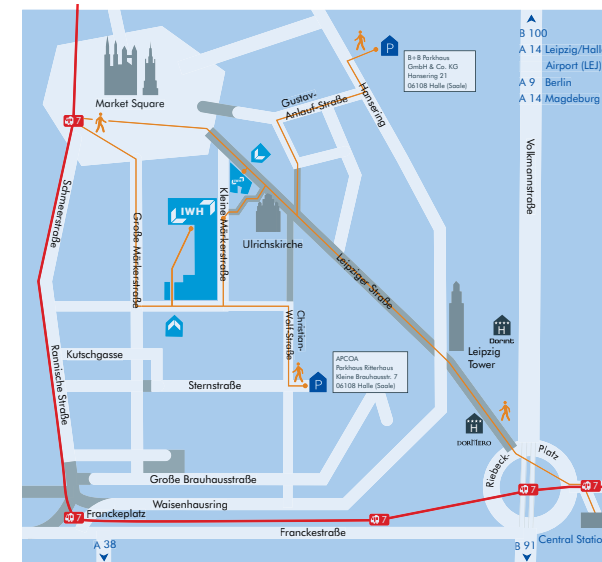 B 100
A 14 Leipzig/Hall
Airport (LEJ)
A 9 Berlin
A 14 Magdeburg
B+B Parkhaus
GmbH & Co. KG
Hansering 21
06108 Halle (Saale)
P
Market Square
7
Gustav-
Anlauf-Straße
Hansering
Volkmannstraße
Schmeerstraße
Große Märkerstraße
Kleine Märkerstraße
IWH
Ulrichskirche
Leipziger Straße
Christian-
Wolf-Straße
Kutschgasse
Rannische Straße
Sternstraße
P
APCOA
Parkhaus Ritterhaus
Kleine Brauhausstr. 7
06108 Halle (Saale)
Leipzig
Tower
H
Dorint
H
DORMERO
Riebeck-
Platz
Große Brauhausstraße
Waisenhausring
7
7
7
7
Franckeplatz
Franckestraße
A 38
B 91
Central Statio